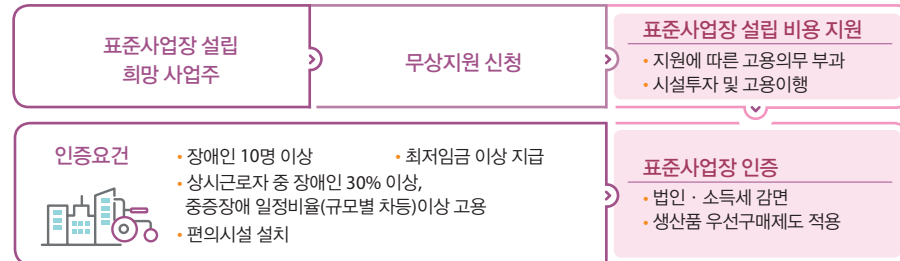 표준사업장 설립
희망 사업주
무상지원 신청
표준사업장 설립 비용 지원
• 지원에 따른 고용의무 부과
• 시설투자 및 고용이행
인증요건
• 장애인 10명 이상
• 최저임금 이상 지급
• 상시근로자 중 장애인 30% 이상,
중증장애 일정비율(규모별 차등)이상 고용
• 편의시설 설치
표준사업장 인증
• 법인 · 소득세 감면
• 생산품 우선구매제도 적용